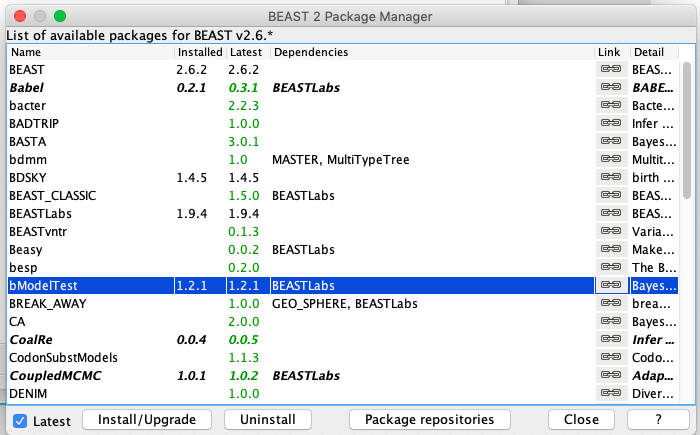 BEAST 2 Package Manager
List of available packages for BEAST v2.6.*
Name Installed Latest Dependencies Link Detail
BEAST 2.6.2 2.6.2 BEAS...
Babel 0.2.1 0.3.1 BEASTLabs BABE...
bacter 2.2.3 Bacte...
BADTRIP 1.0.0 Infer ...
BASTA 3.0.1 Bayes...
bdmm 1.0 MASTER, MultiTypeTree Multit...
BDSKY 1.4.5 1.4.5 birth ...
BEAST_CLASSIC 1.5.0 BEASTLabs BEAS...
BEASTLabs 1.9.4 1.9.4 BEAS...
BEASTvntr 0.1.3 Varia...
Beasy 0.0.2 BEASTLabs Make...
besp 0.2.0 The B...
bModelTest 1.2.1 1.2.1 BEASTLabs Bayes...
BREAK_AWAY 1.0.0 GEO_SPHERE, BEASTLabs brea...
CA 2.0.0 Bayes...
CoalRe 0.0.4 0.0.5 Infer ...
CodonSubstModels 1.1.3 Codo...
CoupledMCMC 1.0.1 1.0.2 BEASTLabs Adap...
DENIM 1.0.0 Diver...
Latest Install/Upgrade Uninstall Package repositories Close ?